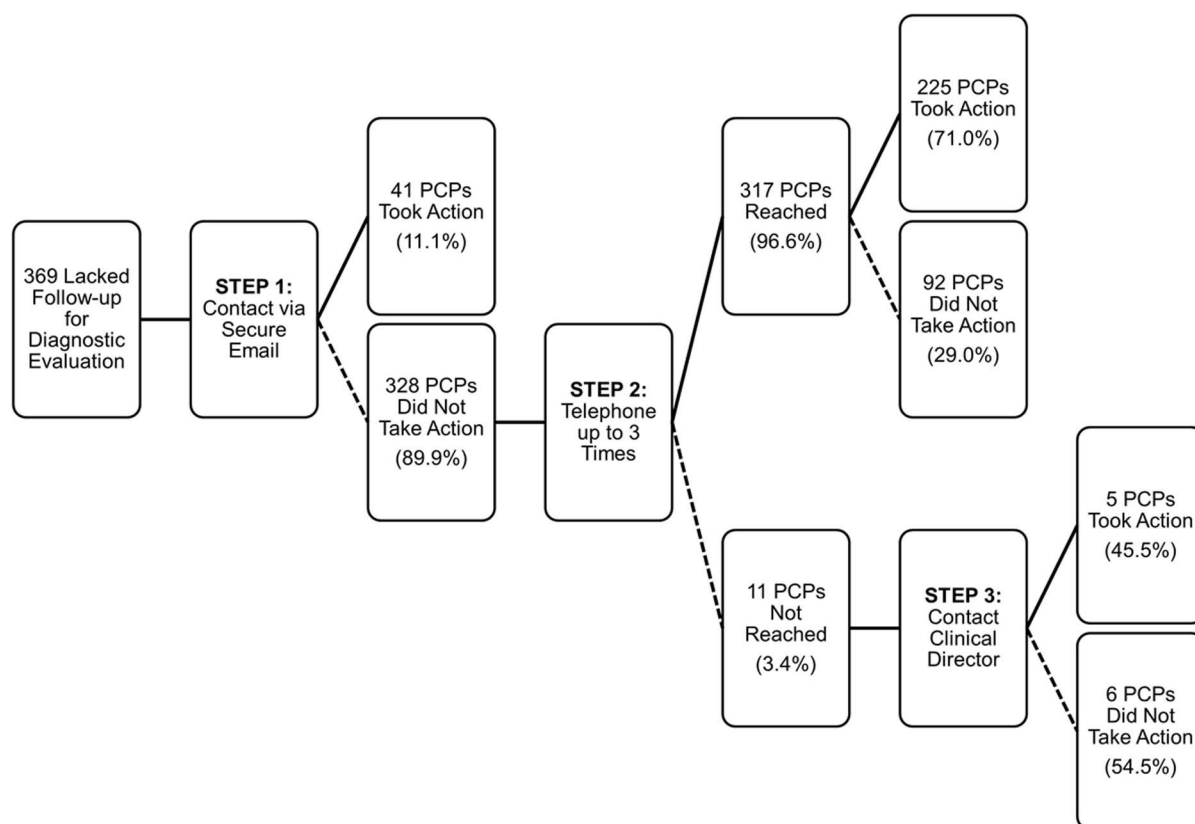 369 Lacked
Follow-up
for
Diagnostic
Evaluation
STEP 1:
Contact via
Secure
Email
41 PCPs
Took Action
(11.1%)
328 PCPs
Did Not
Take Action
(89.9%)
STEP 2:
Telephone
up to 3
Times
317 PCPs
Reached
(96.6%)
225 PCPs
Took Action
(71.0%)
92 PCPs
Did Not
Take Action
(29.0%)
11 PCPs
Not
Reached
(3.4%)
STEP 3:
Contact
Clinical
Director
5 PCPs
Took Action
(45.5%)
6 PCPs
Did Not
Take Action
(54.5%)